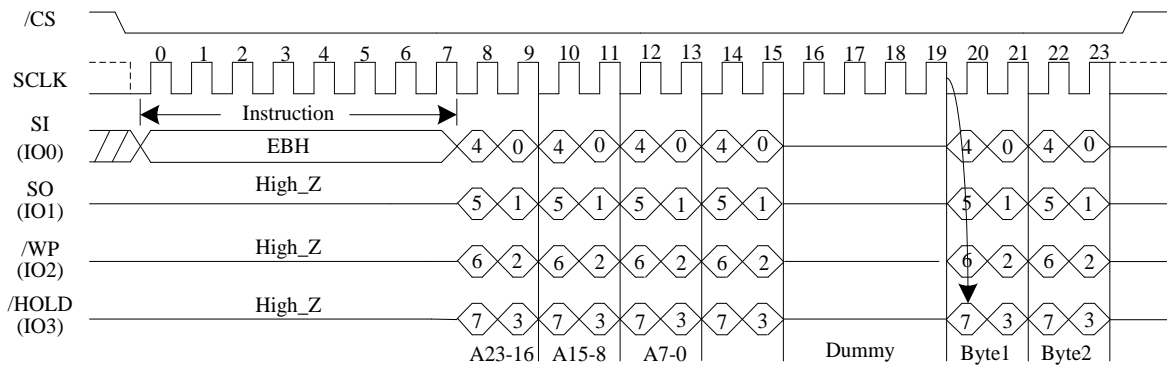 /CS
0 1 2 3 4 5 6 7 8 9 10 11 12 13 14 15 16 17 18 19 20 21 22 23
SCLK
Instruction
SI
(IO0)
EBH
4 0 4 0 4 0 4 0 4 0 4 0
SO
(IO1)
High_Z
5 1 5 1 5 1 5 1 5 1 5 1
/WP
(IO2)
High_Z
6 2 6 2 6 2 6 2 6 2 6 2
/HOLD
(IO3)
High_Z
7 3 7 3 7 3 7 3 7 3 7 3
A23-16 A15-8 A7-0 Dummy Byte1 Byte2